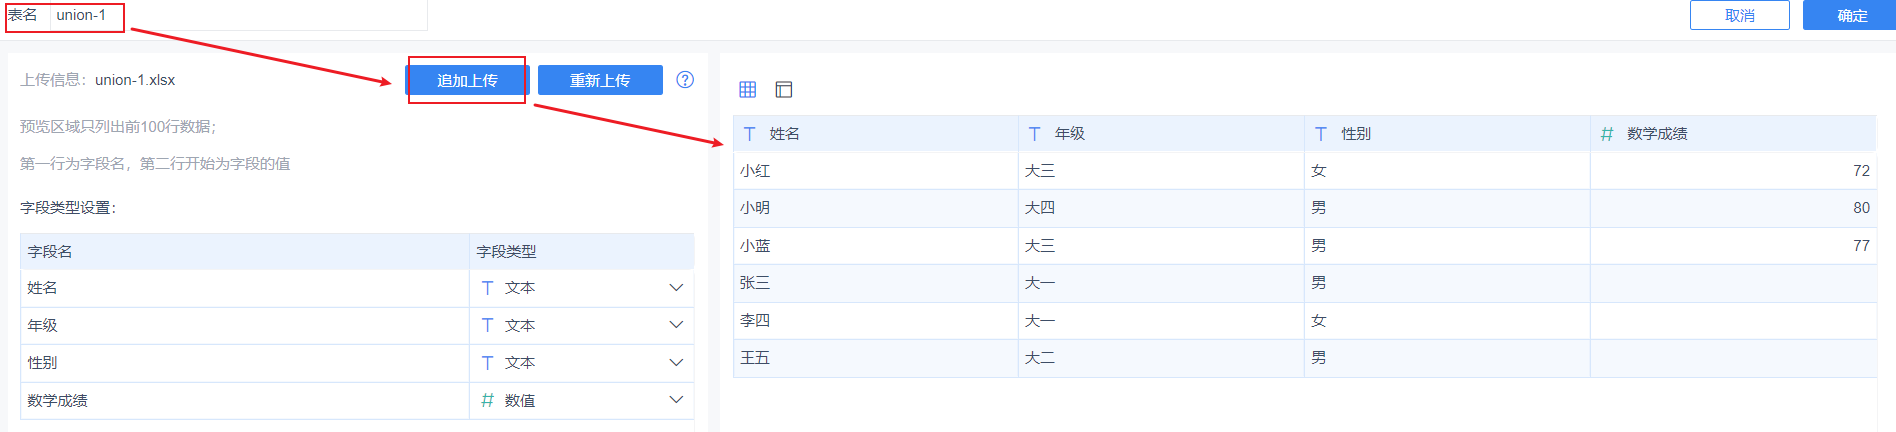 表名 union-1 取消 确定
上传信息：union-1.xlsx 追加上传 重新上传 ?
预览区域只列出前100行数据；
第一行为字段名，第二行开始为字段的值
字段类型设置：
字段名 字段类型
姓名 T 文本
年级 T 文本
性别 T 文本
数学成绩 # 数值
T 姓名 T 年级 T 性别 # 数学成绩
小红 大三 女 72
小明 大四 男 80
小蓝 大三 男 77
张三 大一 男
李四 大一 女
王五 大二 男